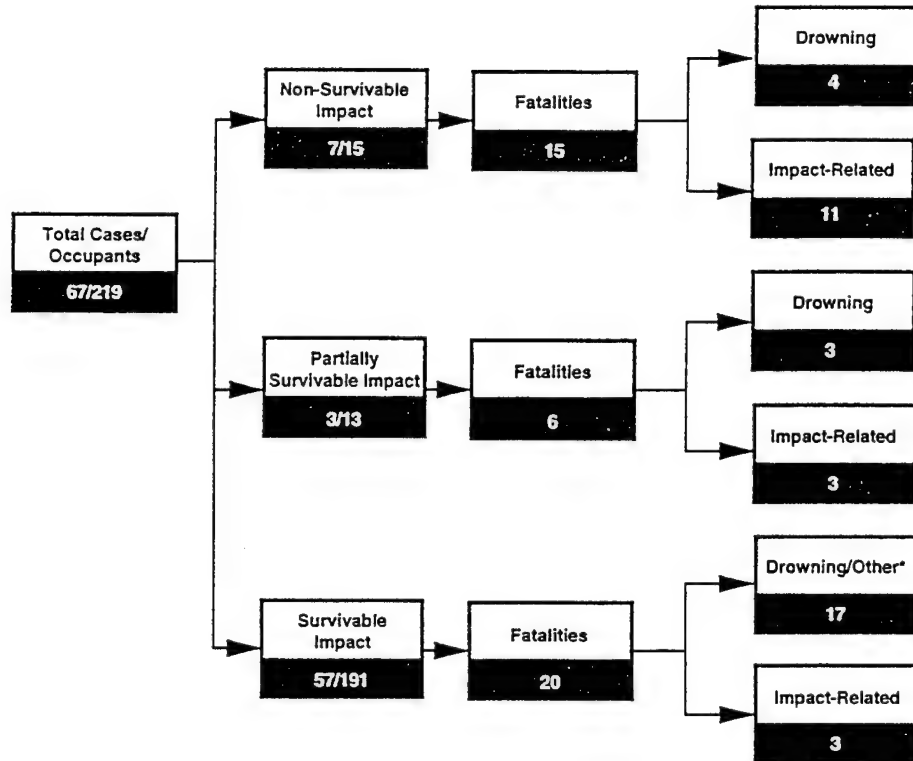 Drowning
4
Non-Survivable
Impact
7/15
Fatalities
15
Impact-Related
11
Total Cases/
Occupants
67/219
Drowning
3
Partially
Survivable Impact
3/13
Fatalities
6
Impact-Related
3
Drowning/Other*
17
Survivable
Impact
57/191
Fatalities
20
Impact-Related
3